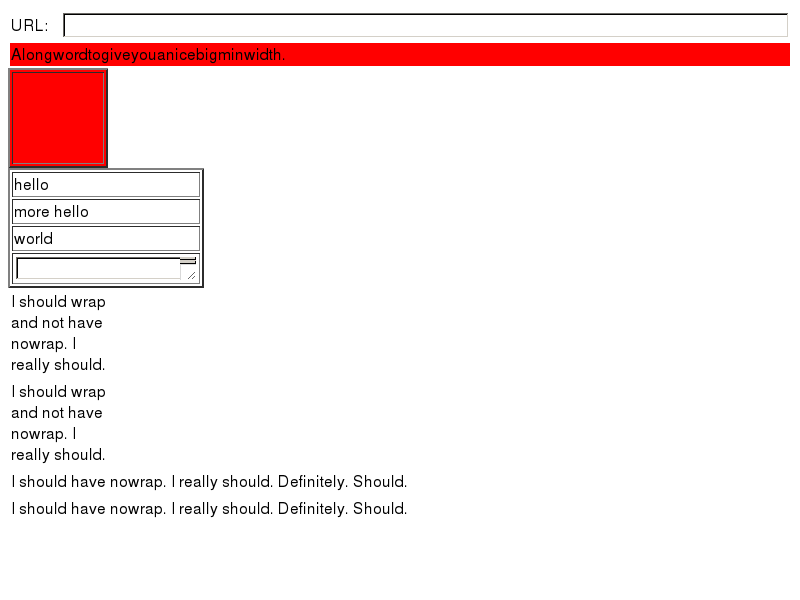 URL:
Alongwordtogiveyouanicebigminwidth.
hello
more hello
world
I should wrap
and not have
nowrap. I
really should.
I should wrap
and not have
nowrap. I
really should.
I should have nowrap. I really should. Definitely. Should.
I should have nowrap. I really should. Definitely. Should.